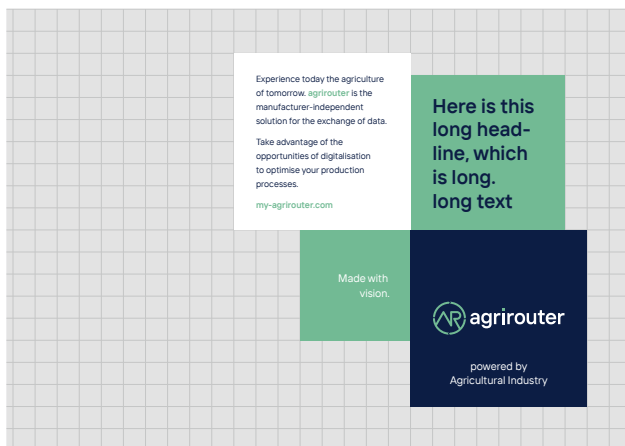 Experience today the agriculture
of tomorrow. agrirouter is the
manufacturer-independent
solution for the exchange of data.
Take advantage of the
opportunities of digitalisation
to optimise your production
processes.
my-agrirouter.com
Here is this
long head-
line, which
is long.
long text
Made with
vision.
AR agrirouter
powered by
Agricultural Industry